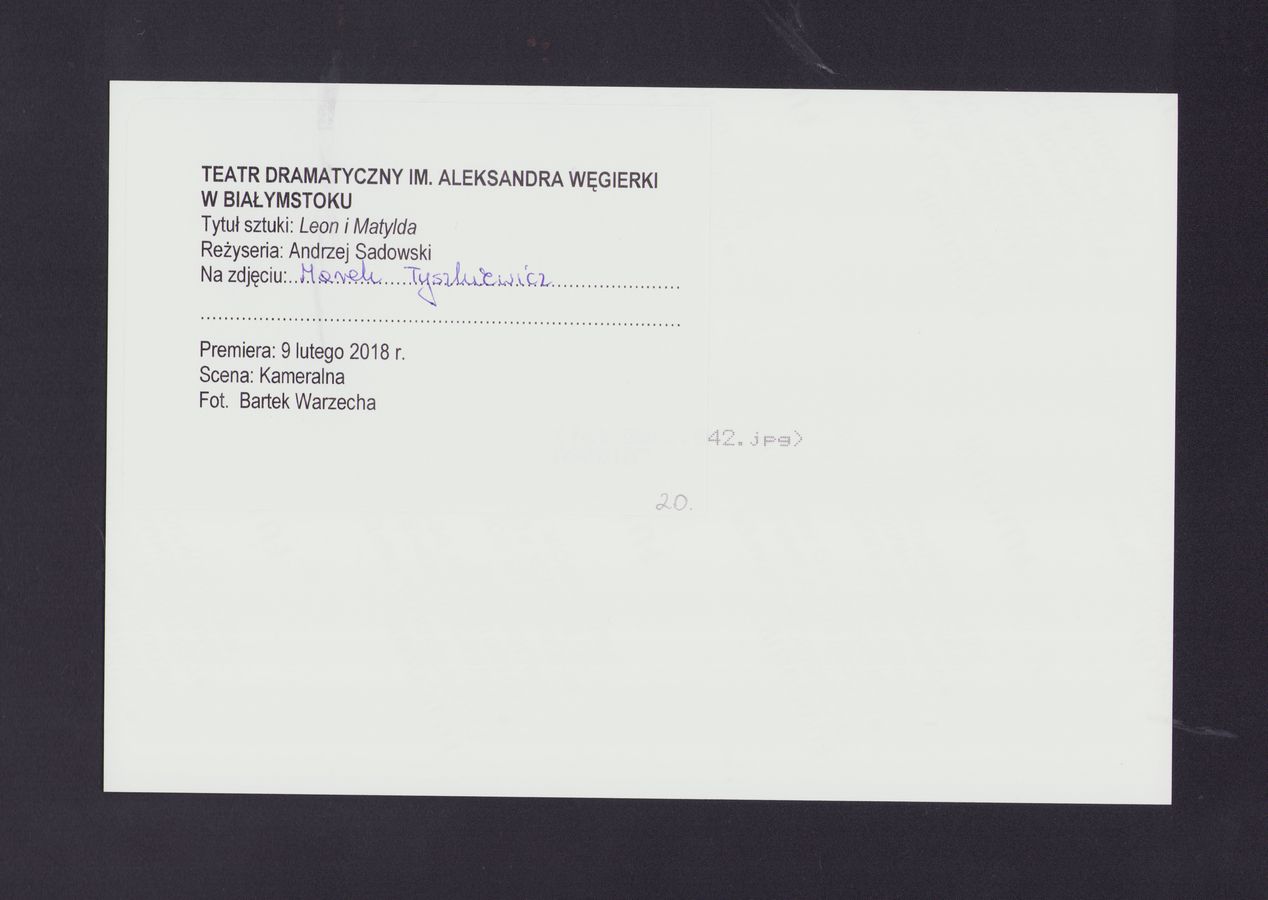 TEATR DRAMATYCZNY IM. ALEKSANDRA WĘGIERKI
W BIAŁYMSTOKU
Tytuł sztuki: Leon i Matylda
Reżyseria: Andrzej Sadowski
Na zdjęciu: Marek Tyszkiewicz
Premiera: 9 lutego 2018 r.
Scena: Kameralna
Fot. Bartek Warzecha
42.jpg)
20.